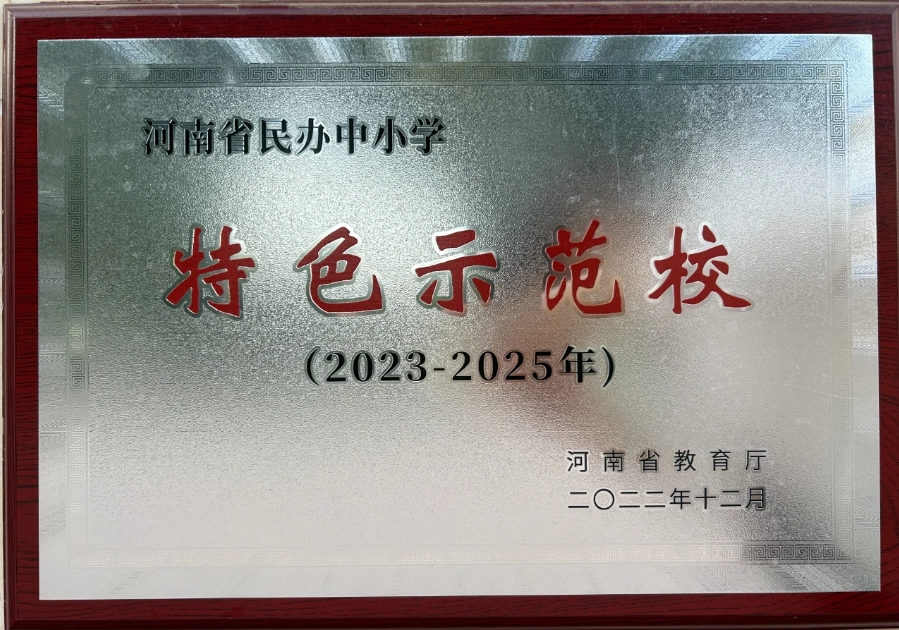 河南省民办中小学
特色示范校
(2023-2025年)
河南省教育厅
二〇二二年十二月